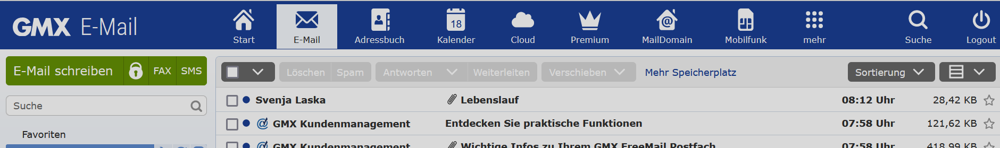 GMX E-Mail
Start E-Mail Adressbuch 18 Kalender Cloud Premium @ MailDomain Mobilfunk mehr Suche Logout
E-Mail schreiben FAX SMS
Löschen Spam Antworten Weiterleiten Verschieben Mehr Speicherplatz Sortierung
Suche
Svenja Laska Lebenslauf 08:12 Uhr 28,42 KB
GMX Kundenmanagement Entdecken Sie praktische Funktionen 07:58 Uhr 121,62 KB
Favoriten
GMX Kundenmanagement Wichtige Infos zu Ihrem GMX FreeMail Postfach 07:58 Uhr 418,99 KB